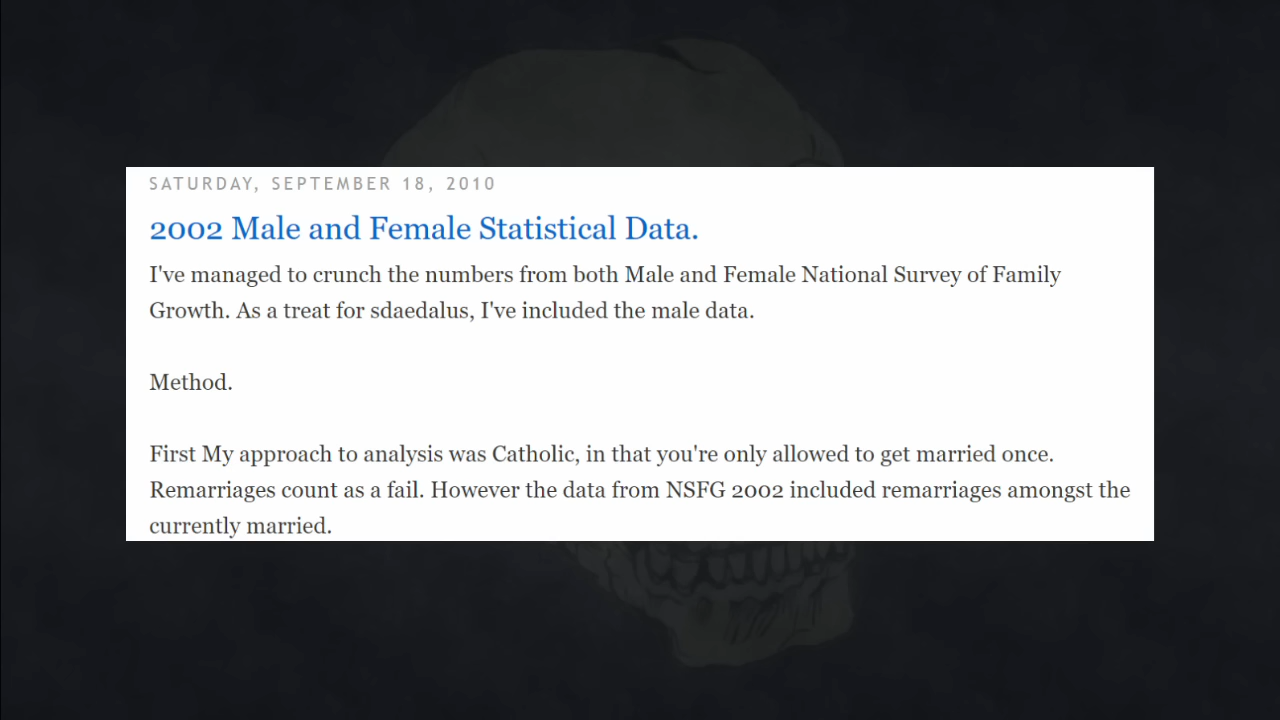 SATURDAY, SEPTEMBER 18, 2010
2002 Male and Female Statistical Data.
I've managed to crunch the numbers from both Male and Female National Survey of Family
Growth. As a treat for sdaedalus, I've included the male data.
Method.
First My approach to analysis was Catholic, in that you're only allowed to get married once.
Remarriages count as a fail. However the data from NSFG 2002 included remarriages amongst the
currently married.